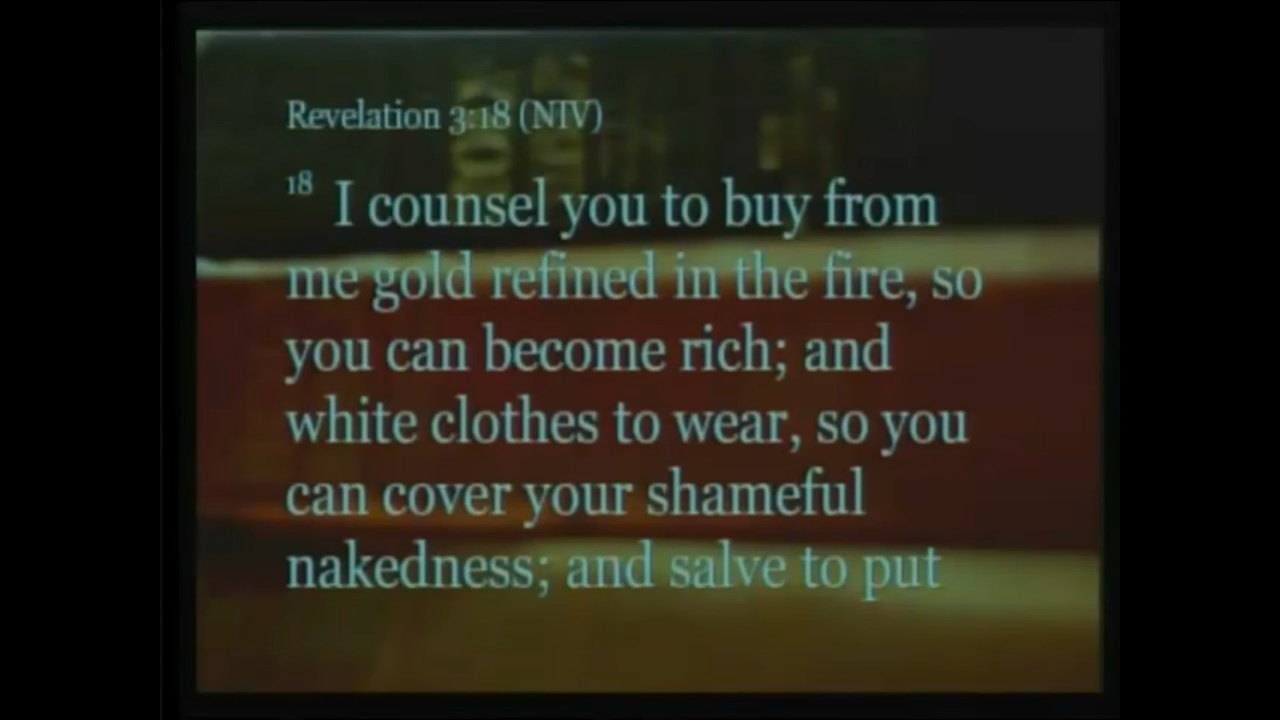 Revelation 3:18 (NIV)
18 I counsel you to buy from
me gold refined in the fire, so
you can become rich; and
white clothes to wear, so you
can cover your shameful
nakedness; and salve to put